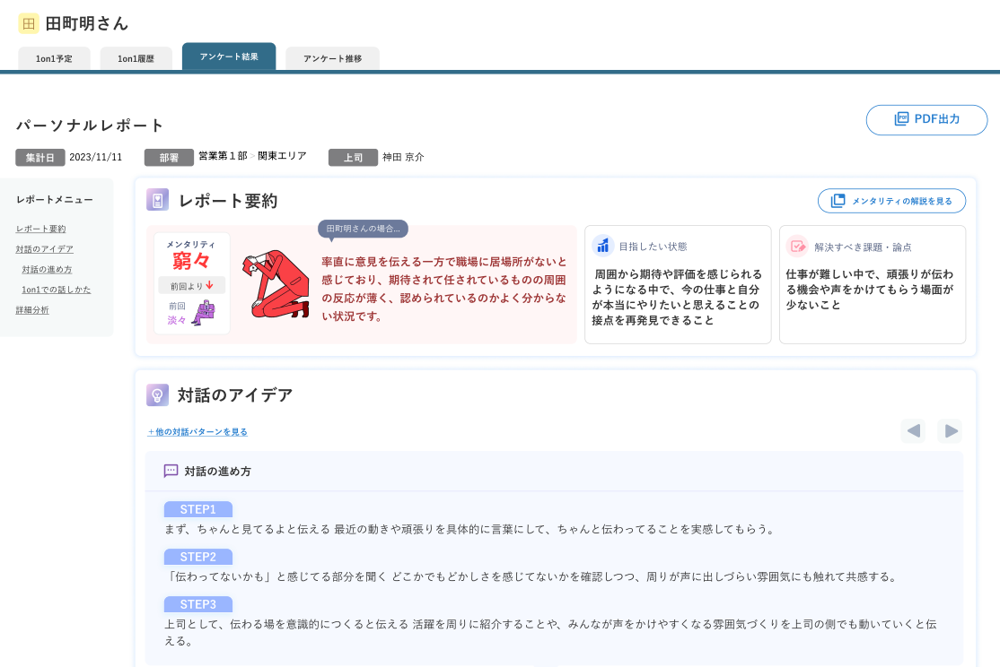 田 田町明さん
1on1予定
1on1履歴
アンケート結果
アンケート推移
パーソナルレポート
PDF PDF出力
集計日 2023/11/11 部署 営業第1部 > 関東エリア 上司 神田 京介
レポートメニュー
レポート要約
対話のアイデア
対話の進め方
1on1での話しかた
詳細分析
レポート要約
メンタリティの解説を見る
メンタリティ
窮々
前回より↓
前回
淡々
田町明さんの場合...
率直に意見を伝える一方で職場に居場所がないと
感じており、期待されて任されているものの周囲
の反応が薄く、認められているのかよく分からな
い状況です。
目指したい状態
周囲から期待や評価を感じられる
ようになる中で、今の仕事と自分
が本当にやりたいと思えることの
接点を再発見できること
解決すべき課題・論点
仕事が難しい中で、頑張りが伝わ
る機会や声をかけてもらう場面が
少ないこと
対話のアイデア
+他の対話パターンを見る
対話の進め方
STEP1
まず、ちゃんと見てるよと伝える 最近の動きや頑張りを具体的に言葉にして、ちゃんと伝わってることを実感してもらう。
STEP2
「伝わってないかも」と感じてる部分を聞く どこかでもどかしさを感じてないかを確認しつつ、周りが声に出しづらい雰囲気にも触れて共感する。
STEP3
上司として、伝わる場を意識的につくると伝える 活躍を周りに紹介することや、みんなが声をかけやすくなる雰囲気づくりを上司の側でも動いていくと伝
える。